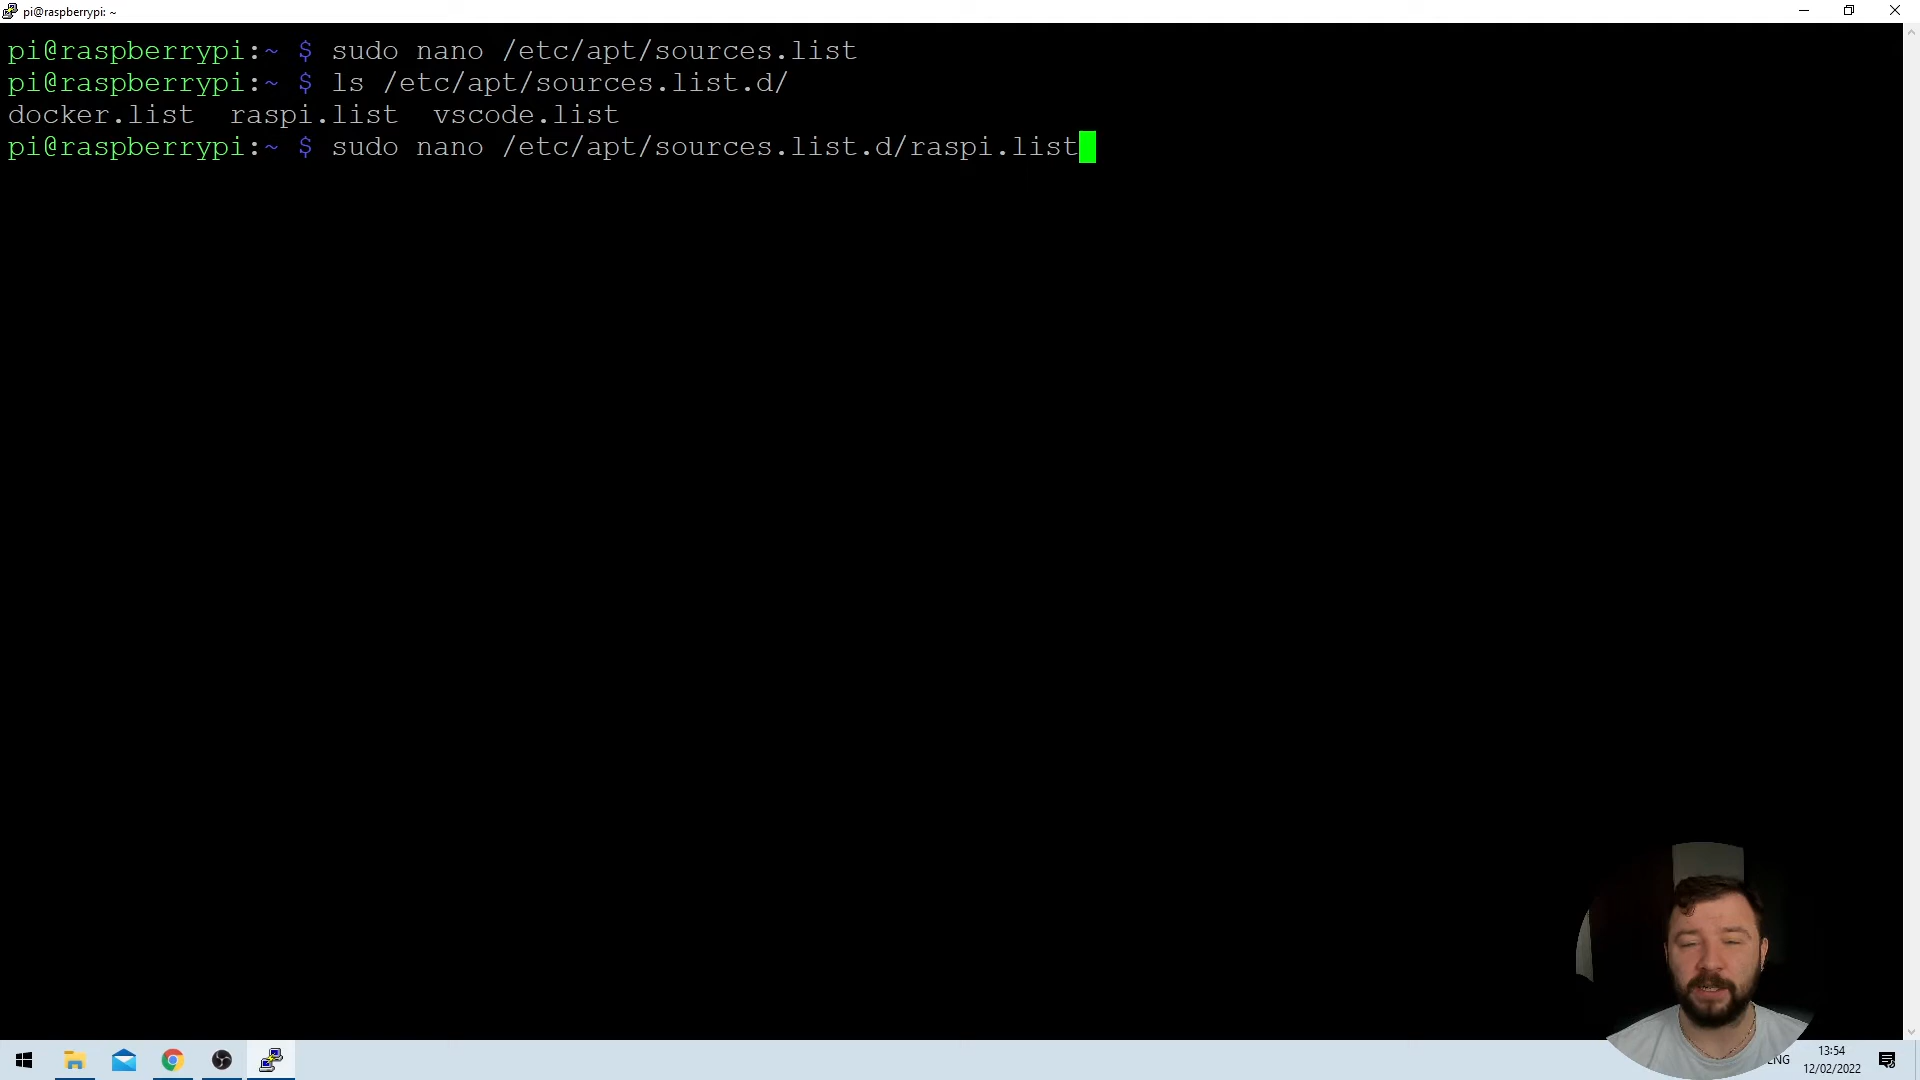 pi@raspberrypi: ~
pi@raspberrypi:~ $ sudo nano /etc/apt/sources.list
pi@raspberrypi:~ $ ls /etc/apt/sources.list.d/
docker.list  raspi.list  vscode.list
pi@raspberrypi:~ $ sudo nano /etc/apt/sources.list.d/raspi.list
ENG
13:54
12/02/2022